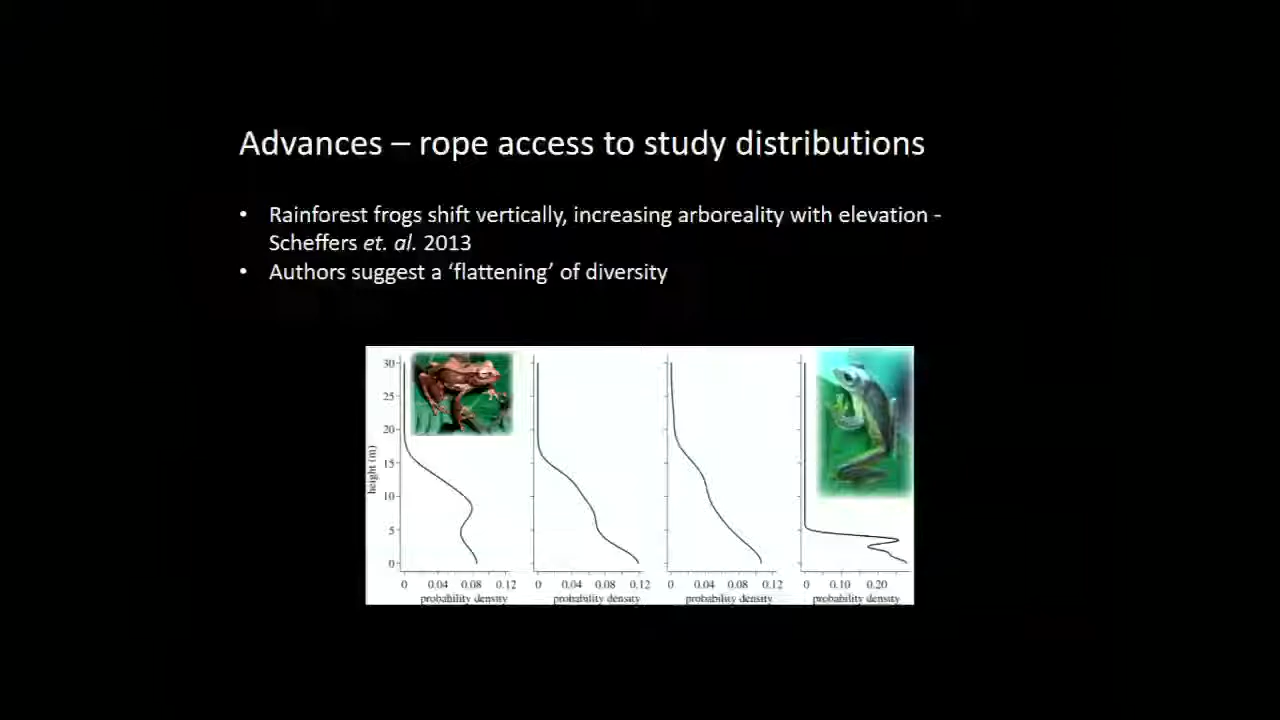 Advances – rope access to study distributions
• Rainforest frogs shift vertically, increasing arboreality with elevation -
Scheffers et. al. 2013
• Authors suggest a ‘flattening’ of diversity
height (m)
30
25
20
15
10
5
0
0 0.04 0.08 0.12
probability density
0 0.04 0.08 0.12
probability density
0 0.04 0.08 0.12
probability density
0 0.10 0.20
probability density